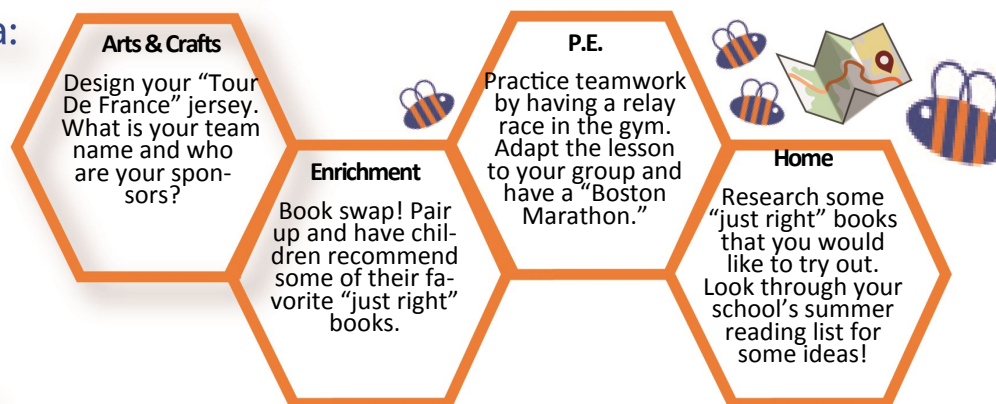 a:
Arts & Crafts
Design your “Tour
De France” jersey.
What is your team
name and who
are your spon-
sors?
Enrichment
Book swap! Pair
up and have chil-
dren recommend
some of their fa-
vorite “just right”
books.
P.E.
Practice teamwork
by having a relay
race in the gym.
Adapt the lesson
to your group and
have a “Boston
Marathon.”
Home
Research some
“just right” books
that you would
like to try out.
Look through your
school’s summer
reading list for
some ideas!